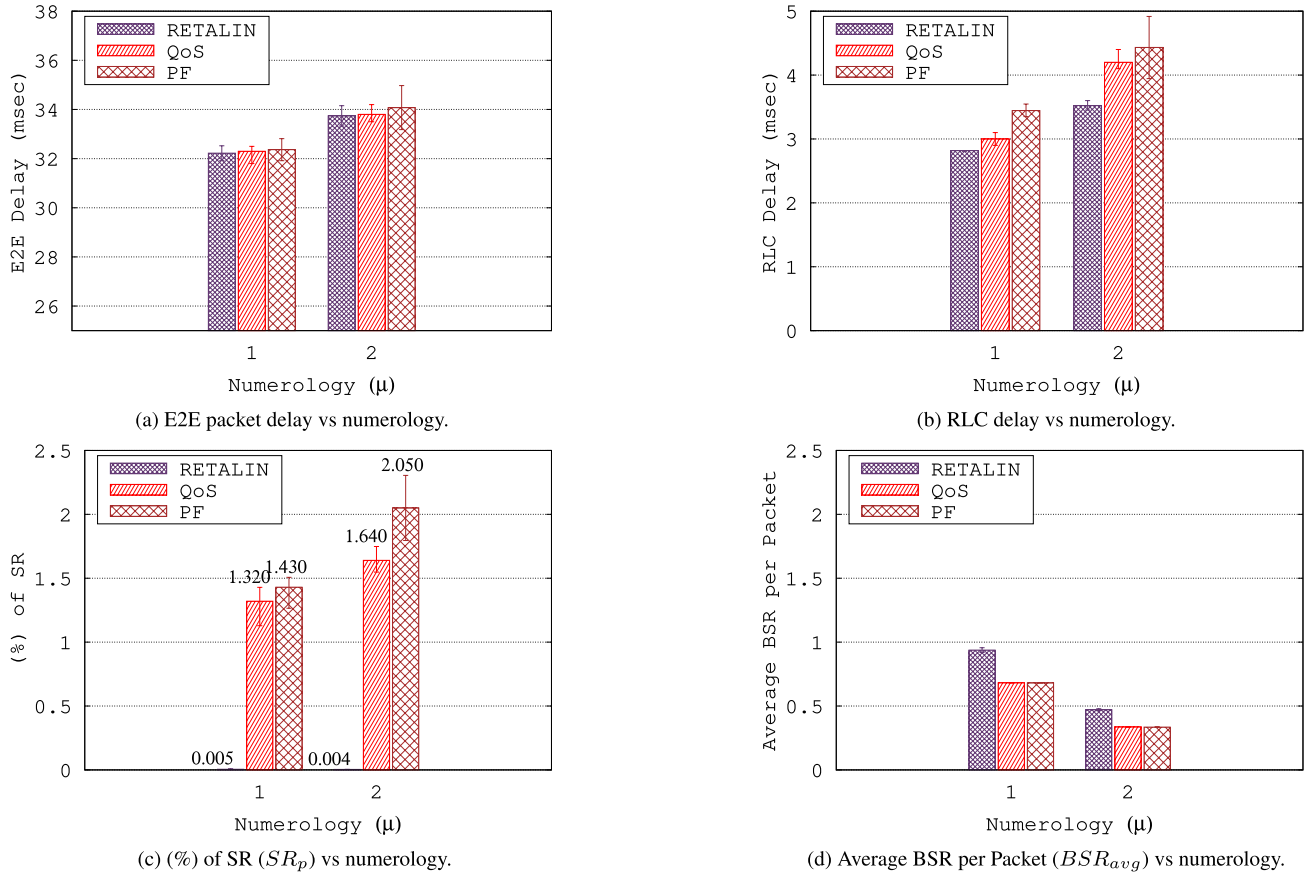 38
36
34
32
30
28
26
E2E Delay (msec)
RETALIN
QoS
PF
1 2
Numerology (μ)
(a) E2E packet delay vs numerology.
5
4
3
2
1
0
RLC Delay (msec)
RETALIN
QoS
PF
1 2
Numerology (μ)
(b) RLC delay vs numerology.
2.5
2
1.5
1
0.5
0
(%) of SR
RETALIN
QoS
PF
2.050
1.640
1.320
1.430
0.005
0.004
1 2
Numerology (μ)
(c) (%) of SR (SR_p) vs numerology.
2.5
2
1.5
1
0.5
0
Average BSR per Packet
RETALIN
QoS
PF
1 2
Numerology (μ)
(d) Average BSR per Packet (BSR_{avg}) vs numerology.